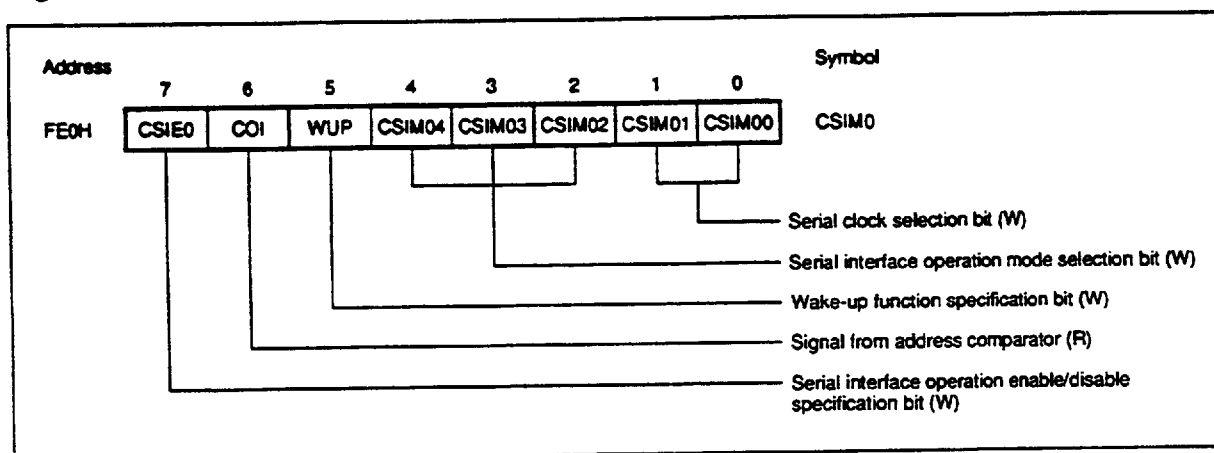 Address
Symbol
7 6 5 4 3 2 1 0
FE0H CSIE0 COI WUP CSIM04 CSIM03 CSIM02 CSIM01 CSIM00 CSIM0
Serial clock selection bit (W)
Serial interface operation mode selection bit (W)
Wake-up function specification bit (W)
Signal from address comparator (R)
Serial interface operation enable/disable
specification bit (W)